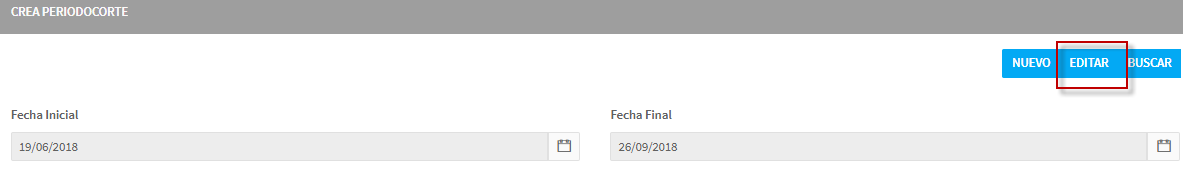 CREA PERIODOCORTE
NUEVO EDITAR BUSCAR
Fecha Inicial Fecha Final
19/06/2018 26/09/2018